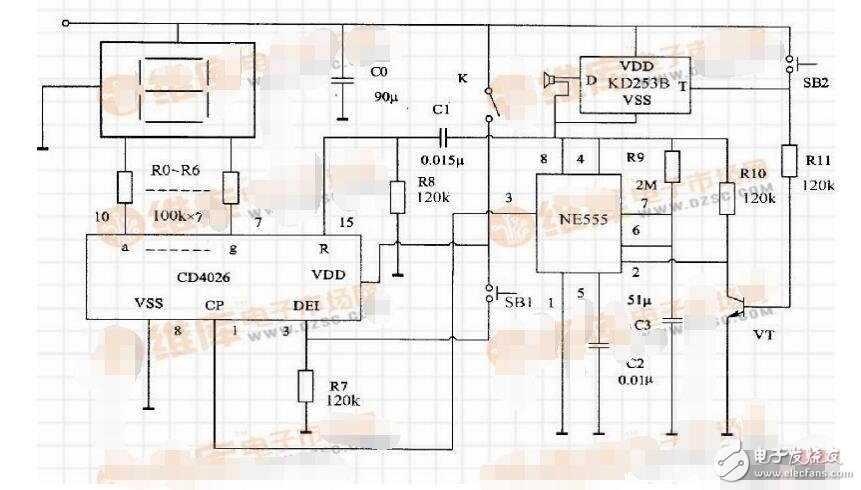 VDD
D KD253B T
VSS
SB2
K
C0
90μ
C1
0.015μ
R0~R6
100k×7
R8
120k
R9
2M
R10
120k
R11
120k
10
7
15
3
8
4
7
NE555
6
2
a
g
R
CD4026
VDD
VSS
CP
DEI
SB1
1
5
51μ
C3
VT
8
1
3
C2
0.01μ
R7
120k
维库电子市场网
WWW.DZSC.COM
电子发烧友
www.elecfans.com